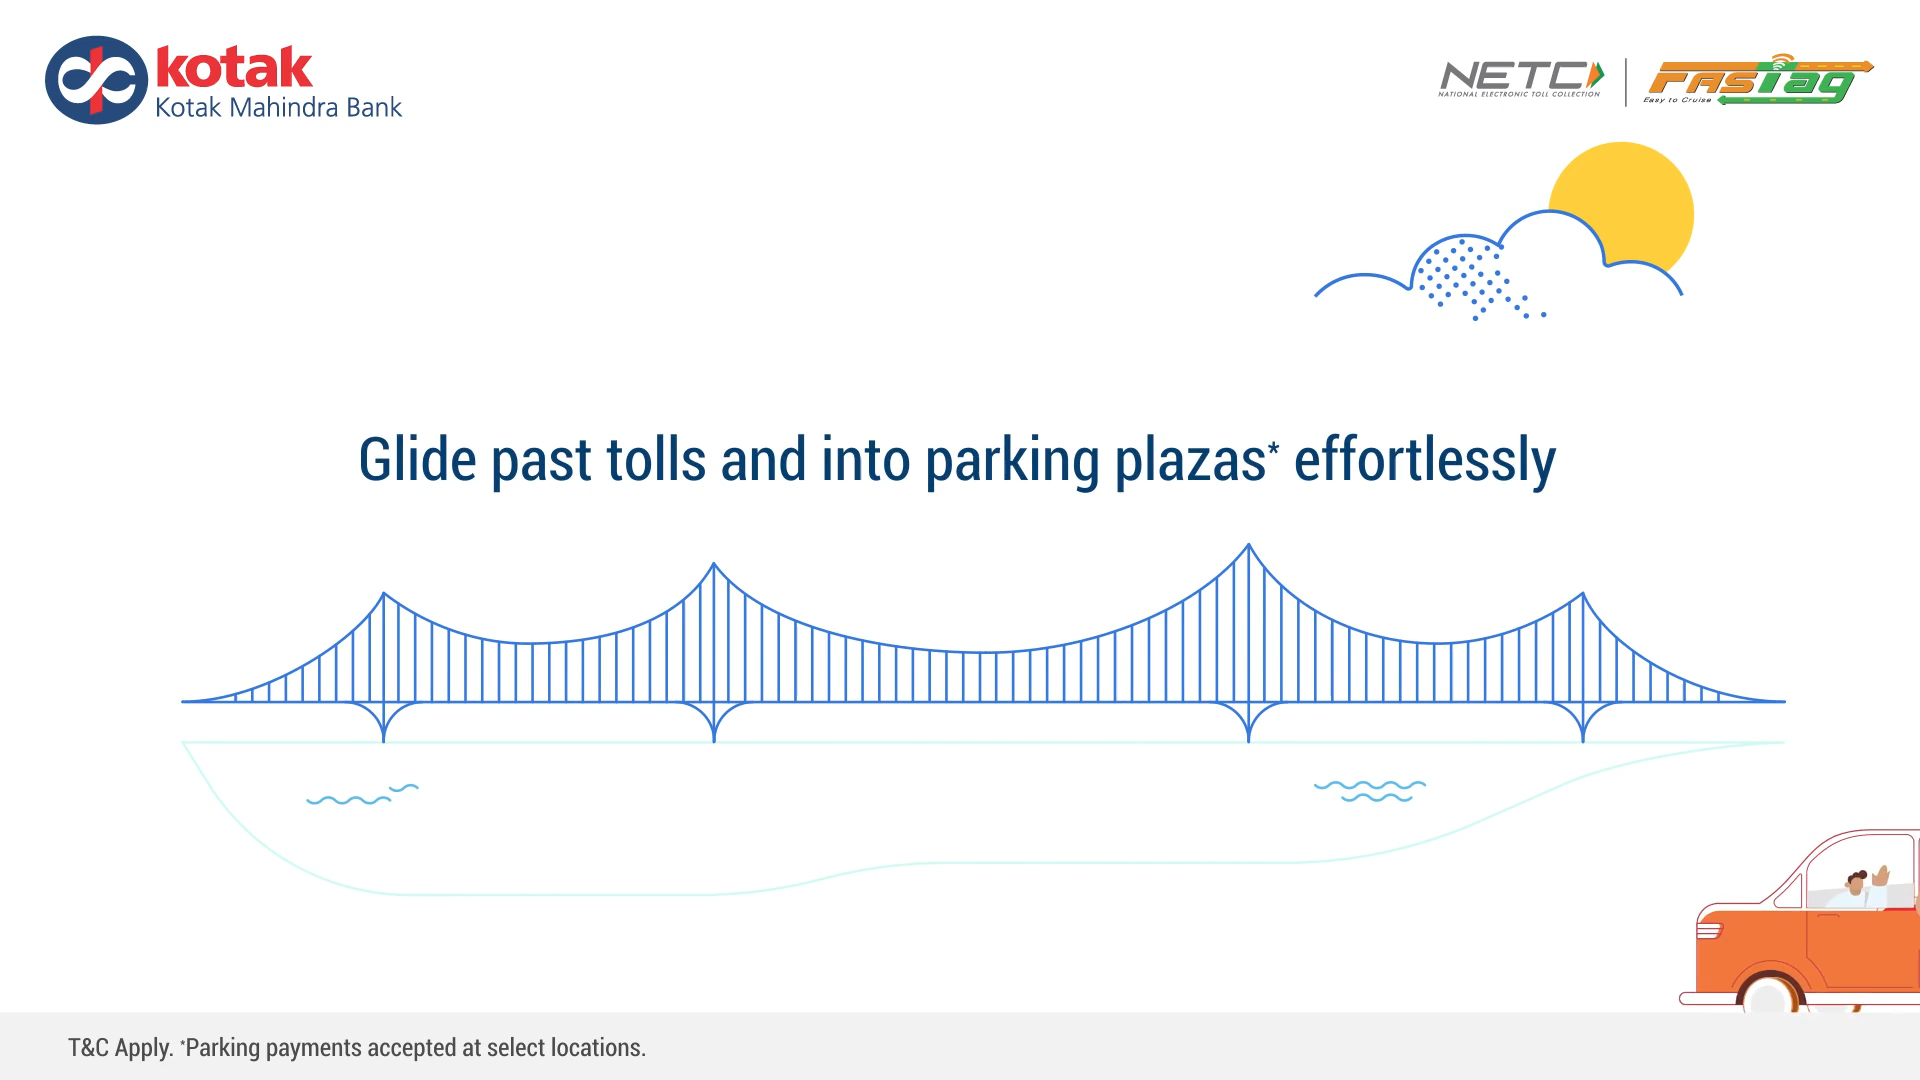 kotak
Kotak Mahindra Bank
NETC
NATIONAL ELECTRONIC TOLL COLLECTION
FASTag
Easy to Cruise
Glide past tolls and into parking plazas* effortlessly
T&C Apply. *Parking payments accepted at select locations.